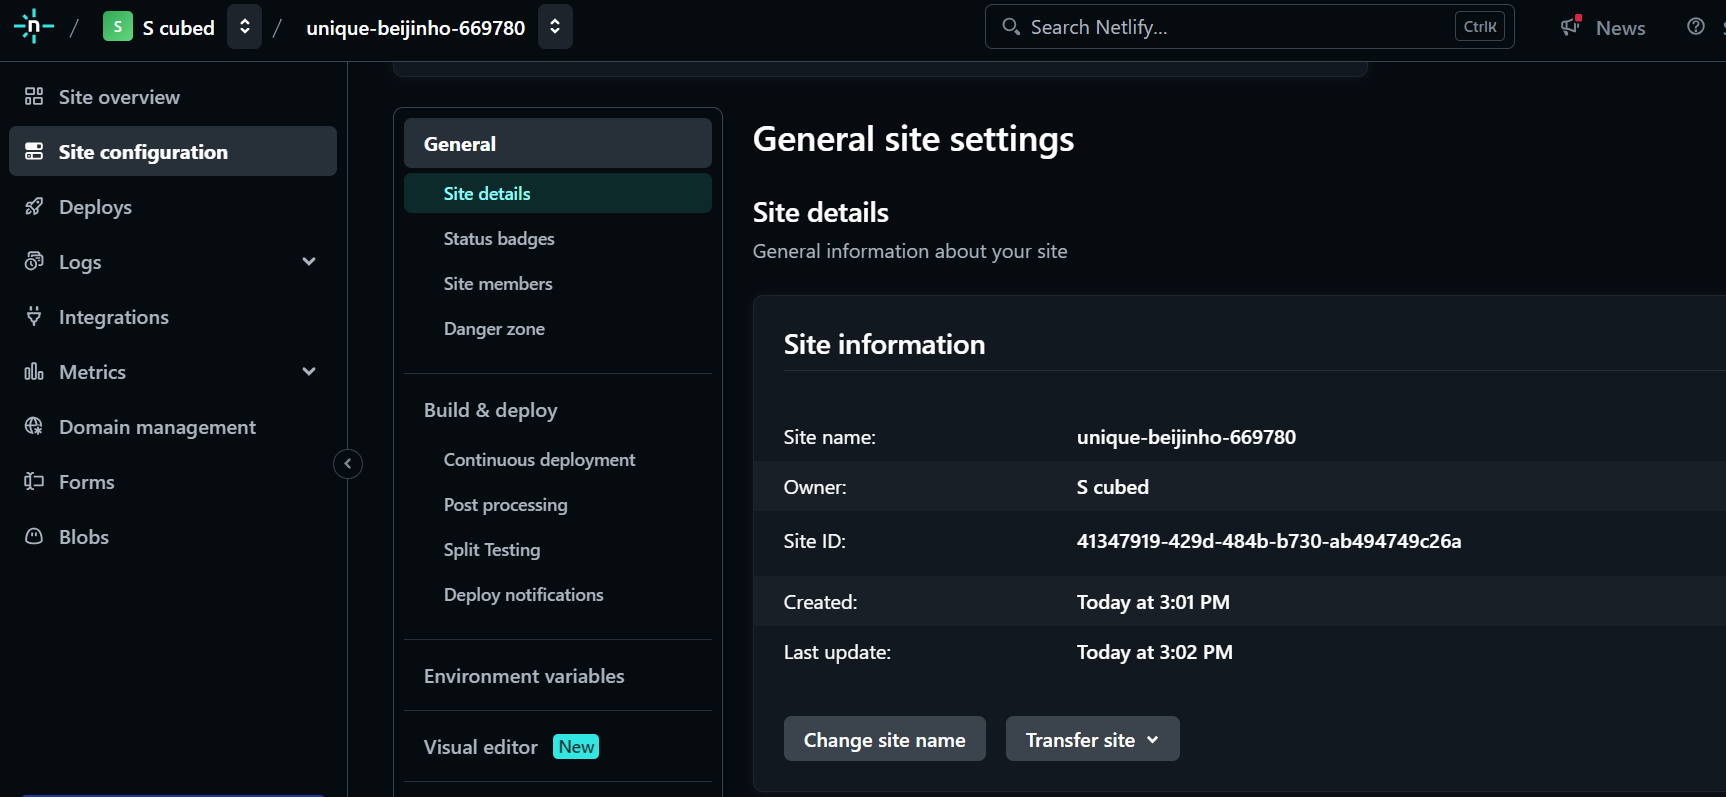 n / S S cubed / unique-beijinho-669780
Search Netlify... CtrlK
News
Site overview
Site configuration
Deploys
Logs
Integrations
Metrics
Domain management
Forms
Blobs
General
Site details
Status badges
Site members
Danger zone
Build & deploy
Continuous deployment
Post processing
Split Testing
Deploy notifications
Environment variables
Visual editor New
General site settings
Site details
General information about your site
Site information
Site name: unique-beijinho-669780
Owner: S cubed
Site ID: 41347919-429d-484b-b730-ab494749c26a
Created: Today at 3:01 PM
Last update: Today at 3:02 PM
Change site name Transfer site